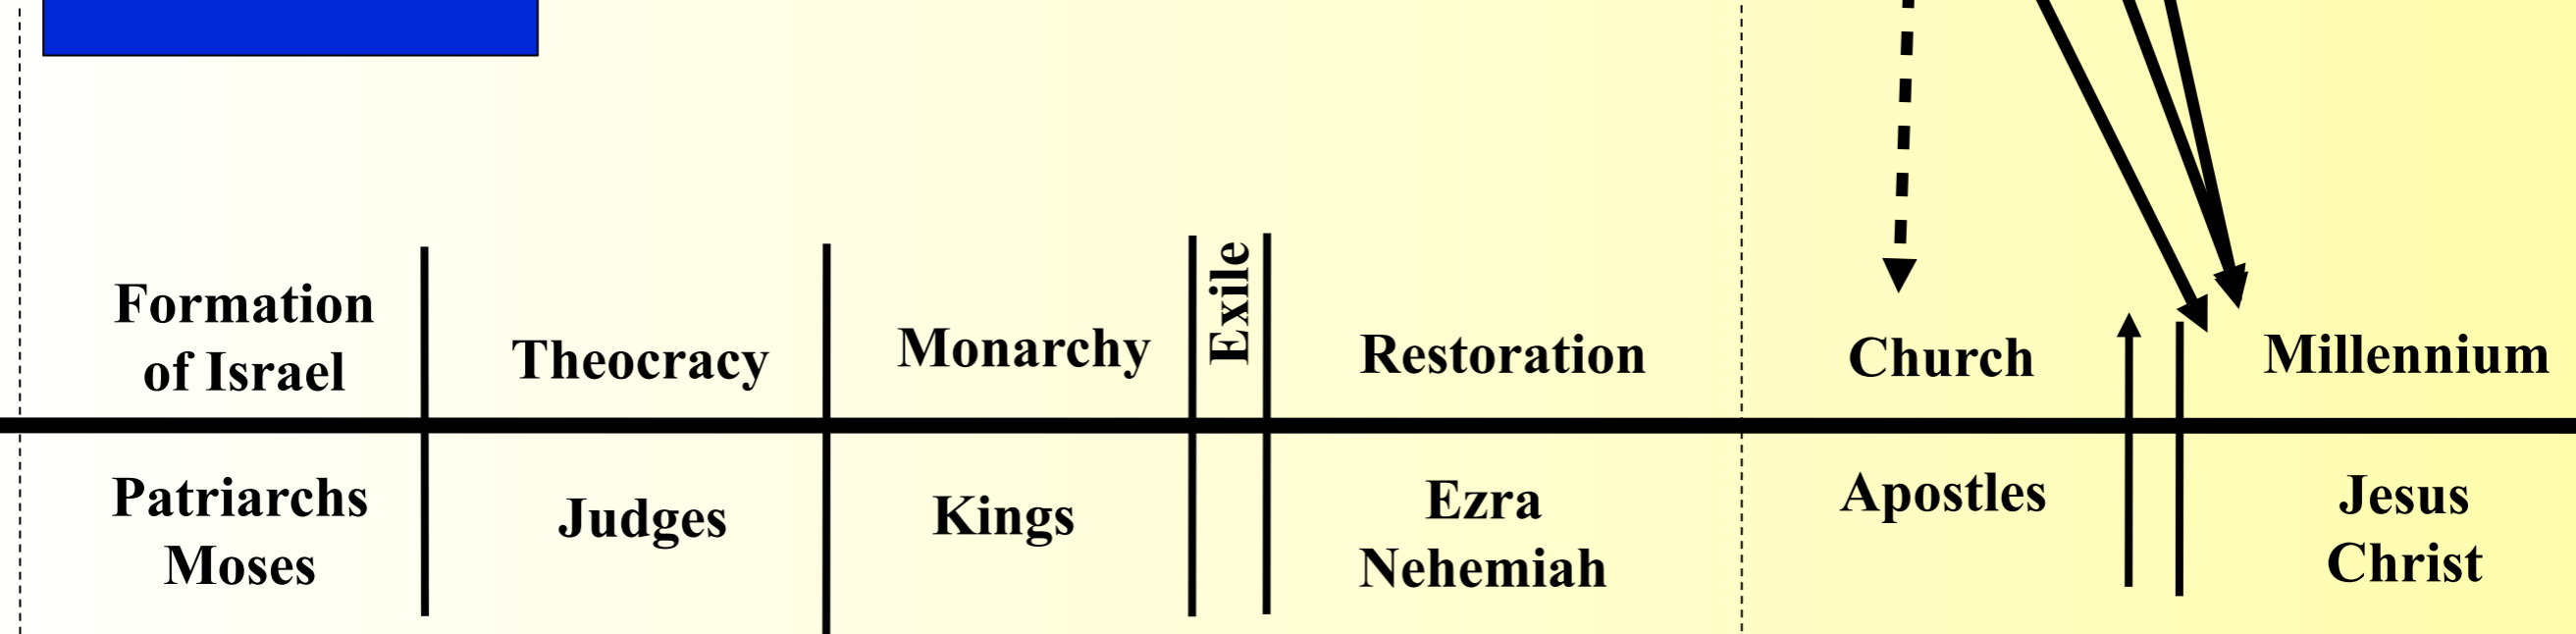 Formation
of Israel
Theocracy
Monarchy
Exile
Restoration
Church
Millennium
Patriarchs
Moses
Judges
Kings
Ezra
Nehemiah
Apostles
Jesus
Christ